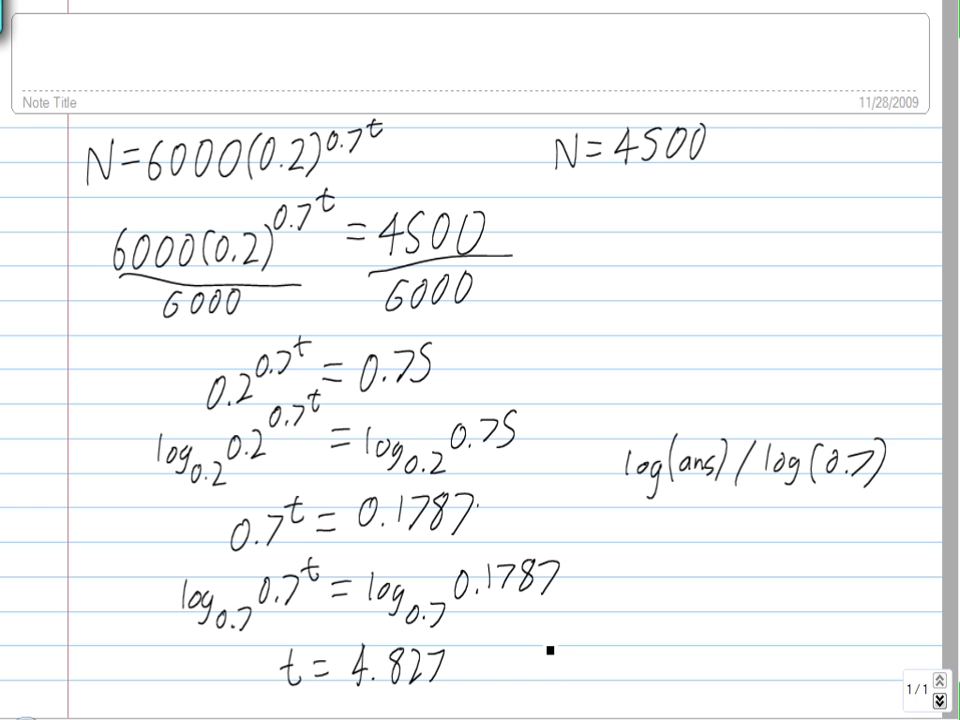 Note Title 11/28/2009
N=6000(0.2)^0.7^t N=4500
6000(0.2)^0.7^t = 4500
6000 6000
0.2^0.7^t = 0.75
log_0.2 0.2^0.7^t = log_0.2 0.75
log(ans)/log(0.7)
0.7^t = 0.1787
log_0.7 0.7^t = log_0.7 0.1787
t = 4.827
1/1